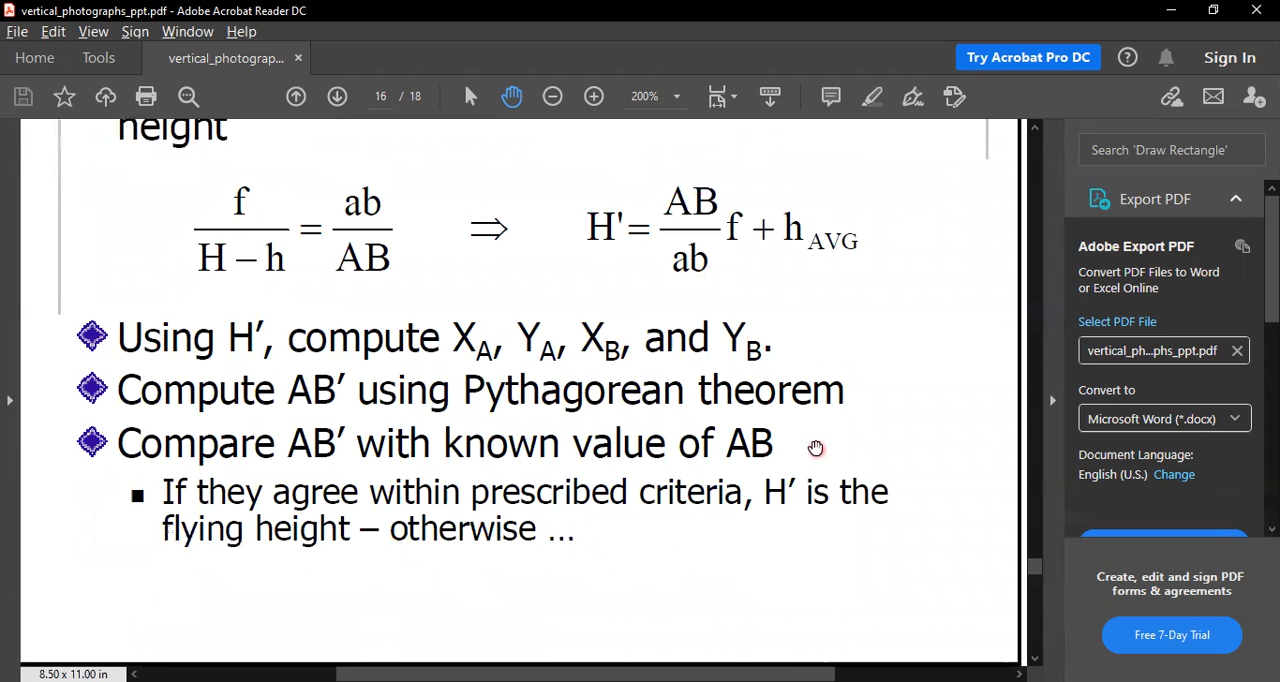 vertical_photographs_ppt.pdf - Adobe Acrobat Reader DC
File Edit View Sign Window Help
Home Tools vertical_photograp... ×
Try Acrobat Pro DC
Sign In
16 / 18
200%
height
f / H – h = ab / AB ⇒ H' = AB / ab f + h AVG
Using H’, compute XA, YA, XB, and YB.
Compute AB’ using Pythagorean theorem
Compare AB’ with known value of AB
If they agree within prescribed criteria, H’ is the
flying height – otherwise …
8.50 x 11.00 in
Search 'Draw Rectangle'
Export PDF
Adobe Export PDF
Convert PDF Files to Word
or Excel Online
Select PDF File
vertical_ph...phs_ppt.pdf ×
Convert to
Microsoft Word (*.docx)
Document Language:
English (U.S.) Change
Create, edit and sign PDF
forms & agreements
Free 7-Day Trial